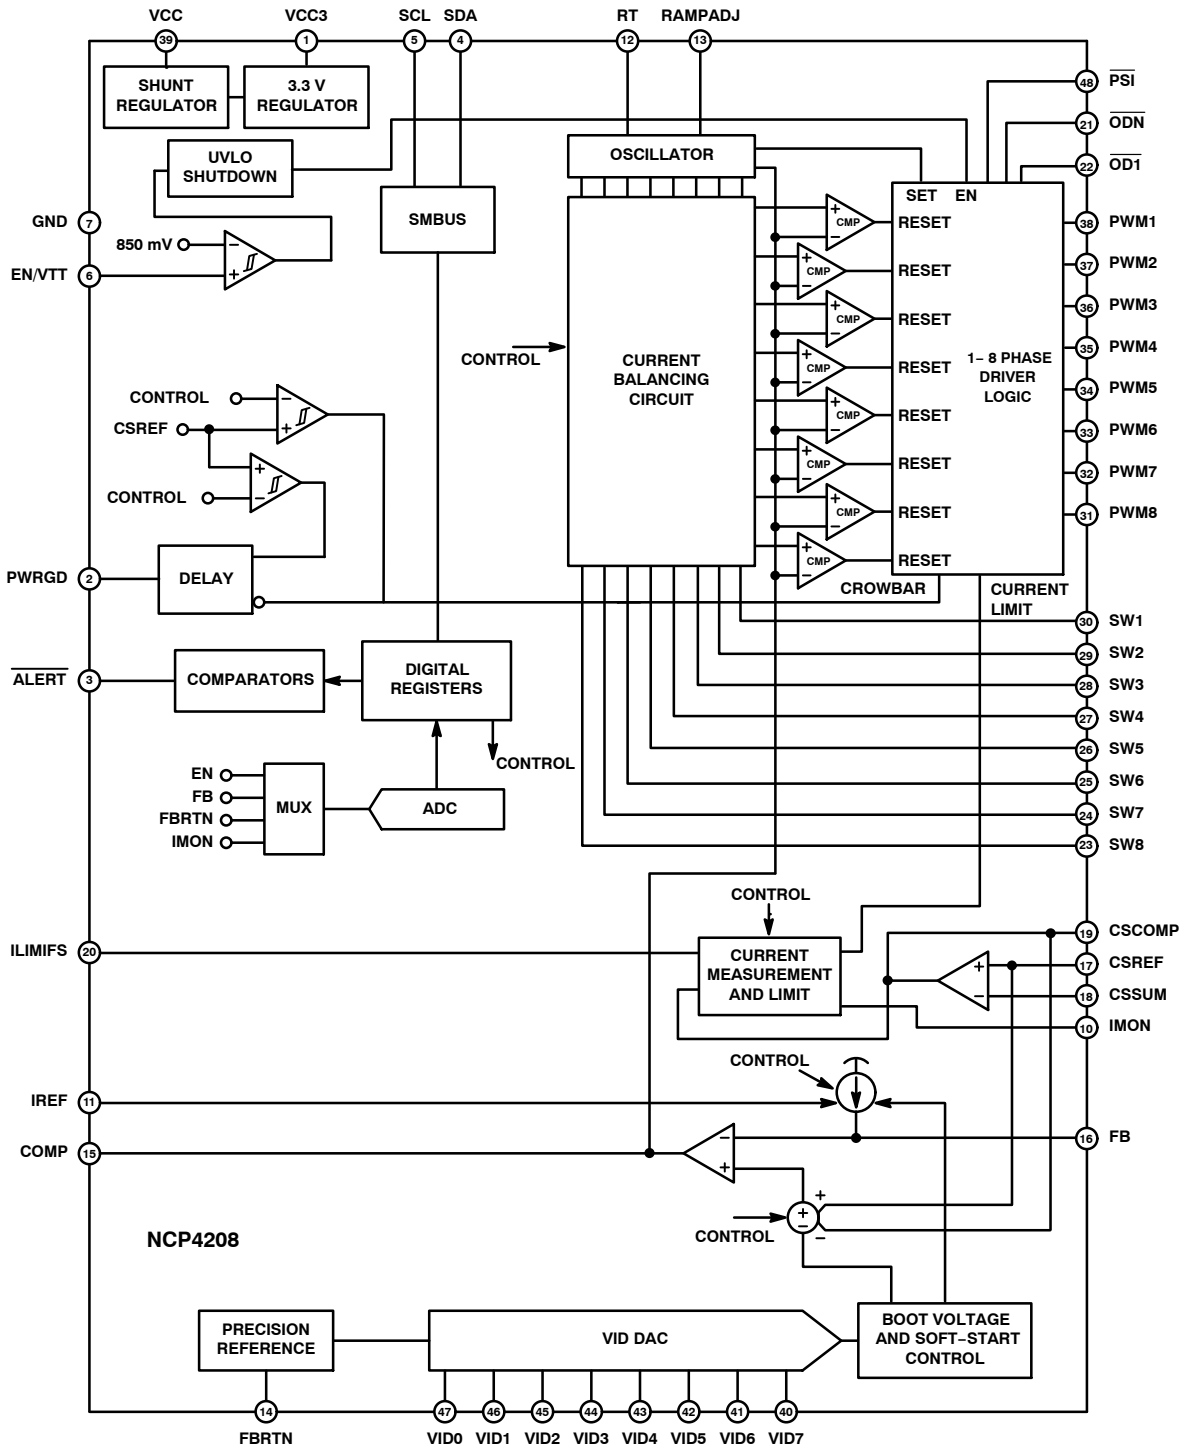 VCC VCC3 SCL SDA RT RAMPADJ
39 1 5 4 12 13
SHUNT
REGULATOR
3.3 V
REGULATOR
UVLO
SHUTDOWN
SMBUS
OSCILLATOR
48 PSI
21 ODN
22 OD1
GND 7
850 mV
−
+
EN/VTT 6
SET EN
+
−
CMP
RESET
+
−
CMP
RESET
+
−
CMP
RESET
+
−
CMP
RESET
+
−
CMP
RESET
+
−
CMP
RESET
+
−
CMP
RESET
+
−
CMP
RESET
CONTROL
CURRENT
BALANCING
CIRCUIT
1− 8 PHASE
DRIVER
LOGIC
38 PWM1
37 PWM2
36 PWM3
35 PWM4
34 PWM5
33 PWM6
32 PWM7
31 PWM8
CONTROL
−
CSREF
+
+
CONTROL
−
PWRGD 2
DELAY
CROWBAR
CURRENT
LIMIT
30 SW1
29 SW2
28 SW3
27 SW4
26 SW5
25 SW6
24 SW7
23 SW8
ALERT 3
COMPARATORS
DIGITAL
REGISTERS
CONTROL
EN
FB
FBRTN
IMON
MUX
ADC
CONTROL
ILIMIFS 20
CURRENT
MEASUREMENT
AND LIMIT
+
−
19 CSCOMP
17 CSREF
18 CSSUM
10 IMON
CONTROL
IREF 11
COMP 15
−
+
16 FB
+
+
−
−
CONTROL
NCP4208
PRECISION
REFERENCE
VID DAC
BOOT VOLTAGE
AND SOFT−START
CONTROL
14 47 46 45 44 43 42 41 40
FBRTN VID0 VID1 VID2 VID3 VID4 VID5 VID6 VID7